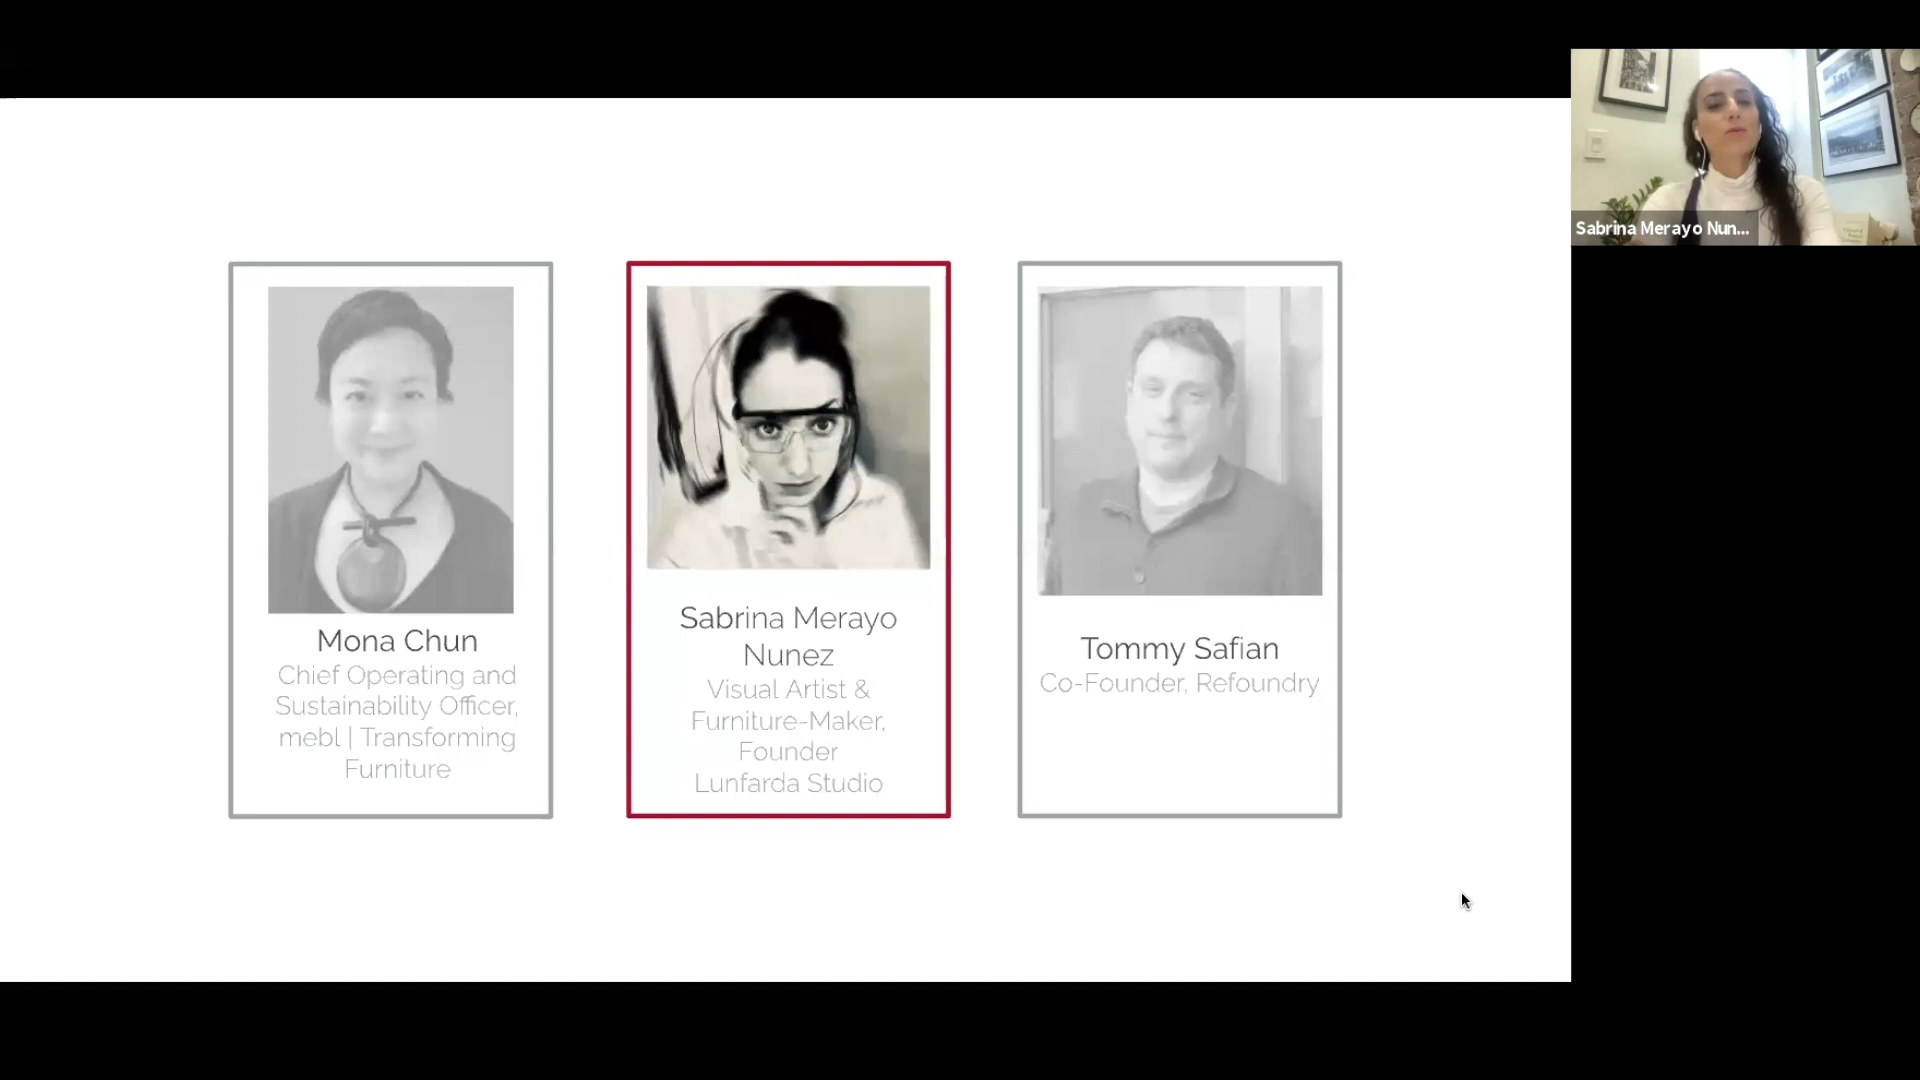 Sabrina Merayo Nun...
Mona Chun
Chief Operating and
Sustainability Officer,
mebl | Transforming
Furniture
Sabrina Merayo
Nunez
Visual Artist &
Furniture-Maker,
Founder
Lunfarda Studio
Tommy Safian
Co-Founder, Refoundry